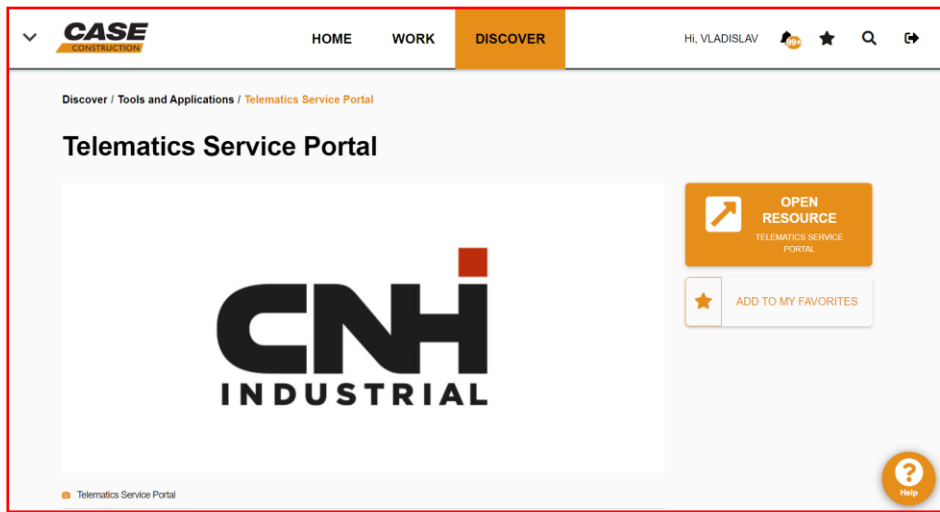 CASE
CONSTRUCTION
HOME WORK DISCOVER Hi, VLADISLAV 99+
Discover / Tools and Applications / Telematics Service Portal
Telematics Service Portal
CNH
INDUSTRIAL
OPEN
RESOURCE
TELEMATICS SERVICE
PORTAL
ADD TO MY FAVORITES
Telematics Service Portal
?
Help